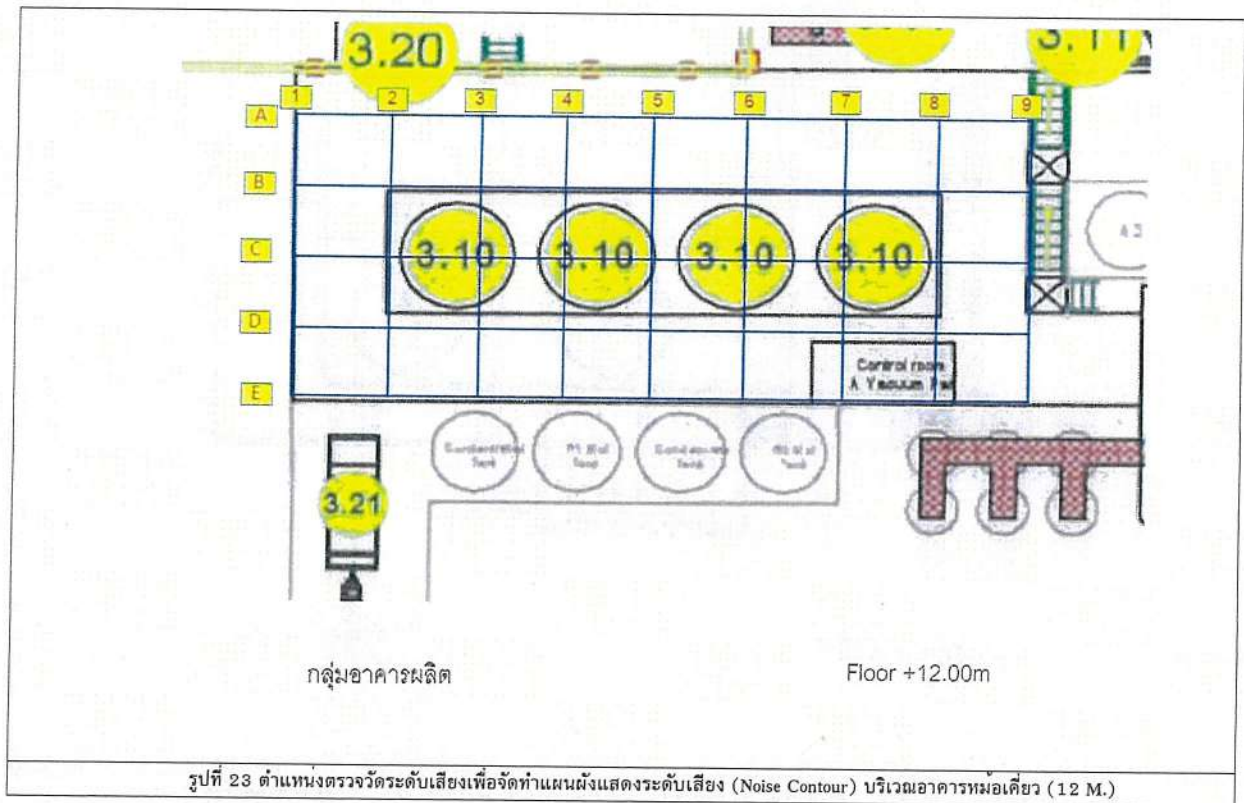 3.20
3.11
1 2 3 4 5 6 7 8 9
A
B
C
3.10 3.10 3.10 3.10
D
Control room
A Vacuum Pan
E
Tank
3.21
กลุ่มอาคารผลิต Floor +12.00m
รูปที่ 23 ตำแหน่งตรวจวัดระดับเสียงเพื่อจัดทำแผนผังแสดงระดับเสียง (Noise Contour) บริเวณอาคารหม้อเคี่ยว (12 M.)